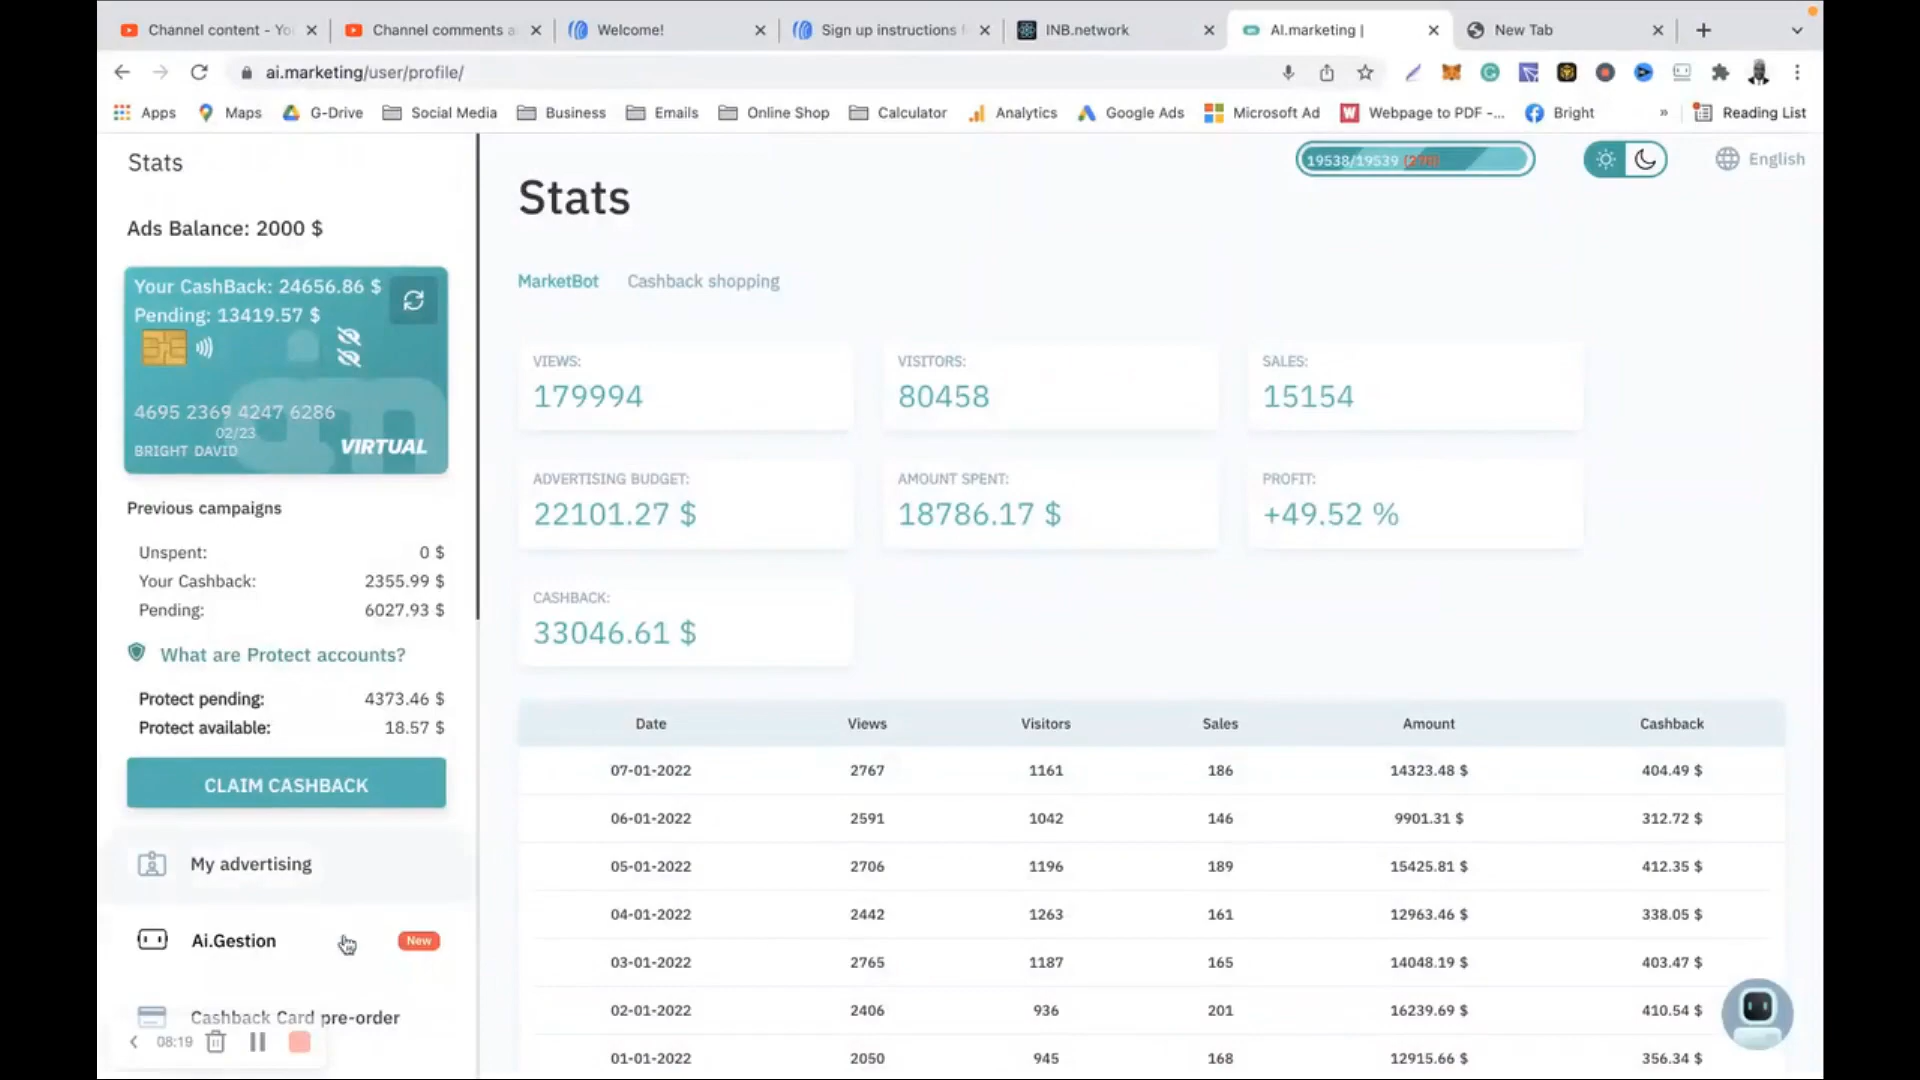 Channel content - Yo
Channel comments a
Welcome!
Sign up instructions f
INB.network
AI.marketing |
New Tab
ai.marketing/user/profile/
Apps
Maps
G-Drive
Social Media
Business
Emails
Online Shop
Calculator
Analytics
Google Ads
Microsoft Ad
Webpage to PDF -...
Bright
»
Reading List
Stats
Ads Balance: 2000 $
Your CashBack: 24656.86 $
Pending: 13419.57 $
4695 2369 4247 6286
02/23
BRIGHT DAVID
VIRTUAL
Previous campaigns
Unspent: 0 $
Your Cashback: 2355.99 $
Pending: 6027.93 $
What are Protect accounts?
Protect pending: 4373.46 $
Protect available: 18.57 $
CLAIM CASHBACK
My advertising
Ai.Gestion New
Cashback Card pre-order
08:19
19538/19539
English
Stats
MarketBot Cashback shopping
VIEWS:
179994
VISITORS:
80458
SALES:
15154
ADVERTISING BUDGET:
22101.27 $
AMOUNT SPENT:
18786.17 $
PROFIT:
+49.52 %
CASHBACK:
33046.61 $
Date Views Visitors Sales Amount Cashback
07-01-2022 2767 1161 186 14323.48 $ 404.49 $
06-01-2022 2591 1042 146 9901.31 $ 312.72 $
05-01-2022 2706 1196 189 15425.81 $ 412.35 $
04-01-2022 2442 1263 161 12963.46 $ 338.05 $
03-01-2022 2765 1187 165 14048.19 $ 403.47 $
02-01-2022 2406 936 201 16239.69 $ 410.54 $
01-01-2022 2050 945 168 12915.66 $ 356.34 $